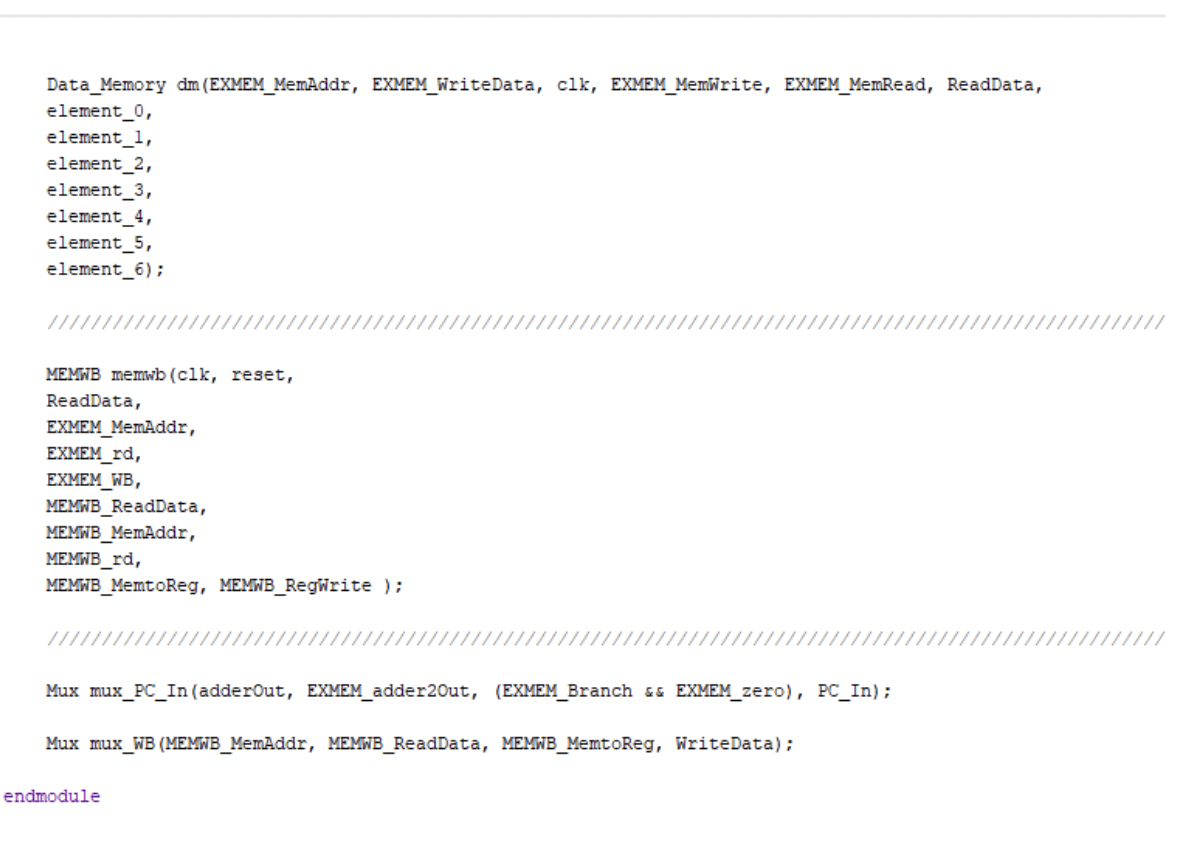 Data_Memory dm(EXMEM_MemAddr, EXMEM_WriteData, clk, EXMEM_MemWrite, EXMEM_MemRead, ReadData,
element_0,
element_1,
element_2,
element_3,
element_4,
element_5,
element_6);
///////////////////////////////////////////////////////////////////////////////////////////////////////
MEMWB memwb(clk, reset,
ReadData,
EXMEM_MemAddr,
EXMEM_rd,
EXMEM_WB,
MEMWB_ReadData,
MEMWB_MemAddr,
MEMWB_rd,
MEMWB_MemtoReg, MEMWB_RegWrite );
///////////////////////////////////////////////////////////////////////////////////////////////////////
Mux mux_PC_In(adderOut, EXMEM_adder2Out, (EXMEM_Branch && EXMEM_zero), PC_In);
Mux mux_WB(MEMWB_MemAddr, MEMWB_ReadData, MEMWB_MemtoReg, WriteData);
endmodule